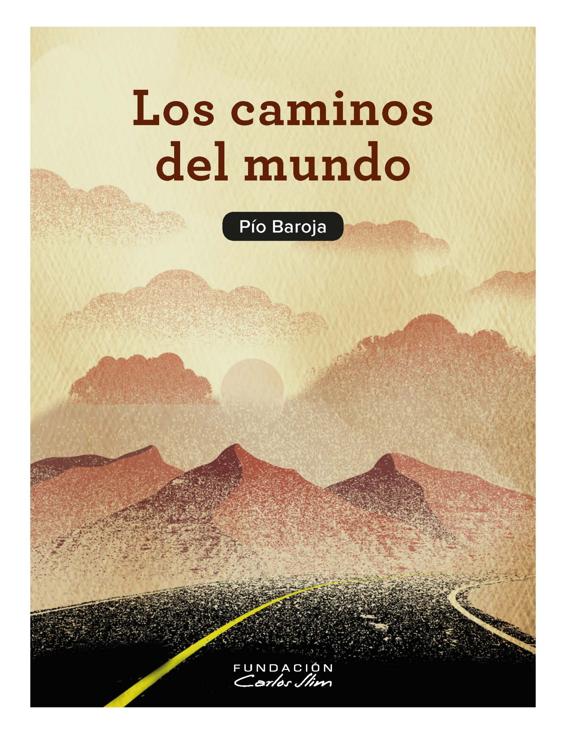 Los caminos
del mundo
Pío Baroja
FUNDACIÓN
Carlos Slim